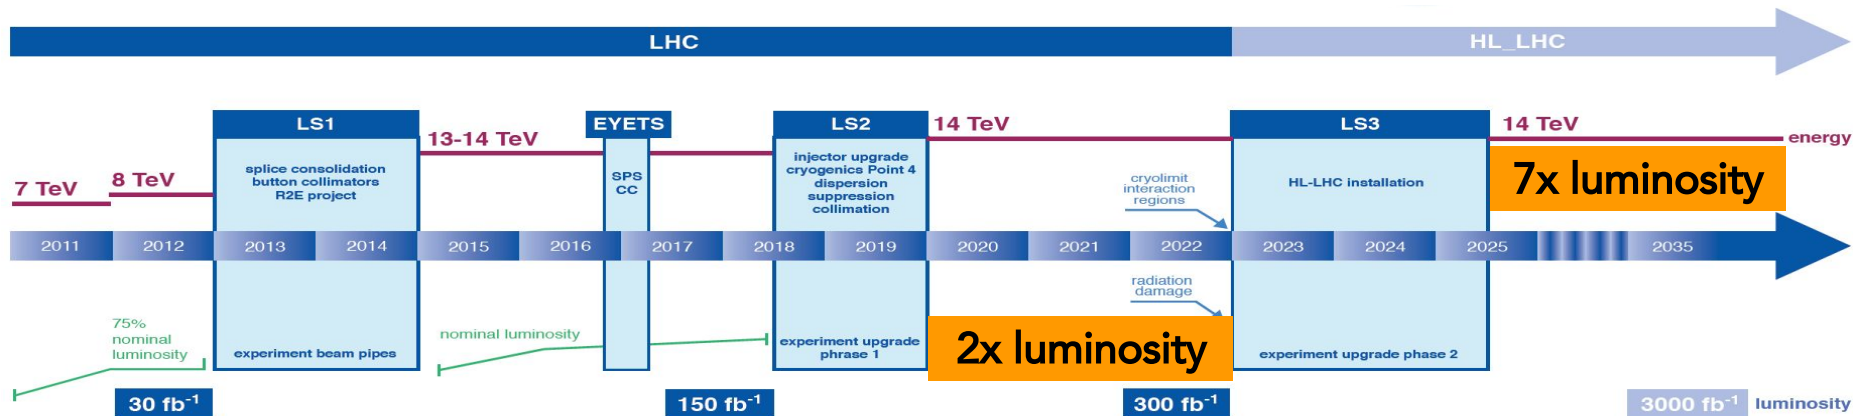 LHC
HL_LHC
LS1
EYETS
LS2
14 TeV
LS3
14 TeV
energy
13-14 TeV
7 TeV
8 TeV
splice consolidation
button collimators
R2E project
SPS
CC
injector upgrade
cryogenics Point 4
dispersion
suppression
collimation
cryolimit
interaction
regions
HL-LHC installation
7x luminosity
2011
2012
2013
2014
2015
2016
2017
2018
2019
2020
2021
2022
2023
2024
2025
2035
radiation
damage
75%
nominal
luminosity
nominal luminosity
experiment beam pipes
experiment upgrade
phrase 1
2x luminosity
experiment upgrade phase 2
30 fb⁻¹
150 fb⁻¹
300 fb⁻¹
3000 fb⁻¹
luminosity